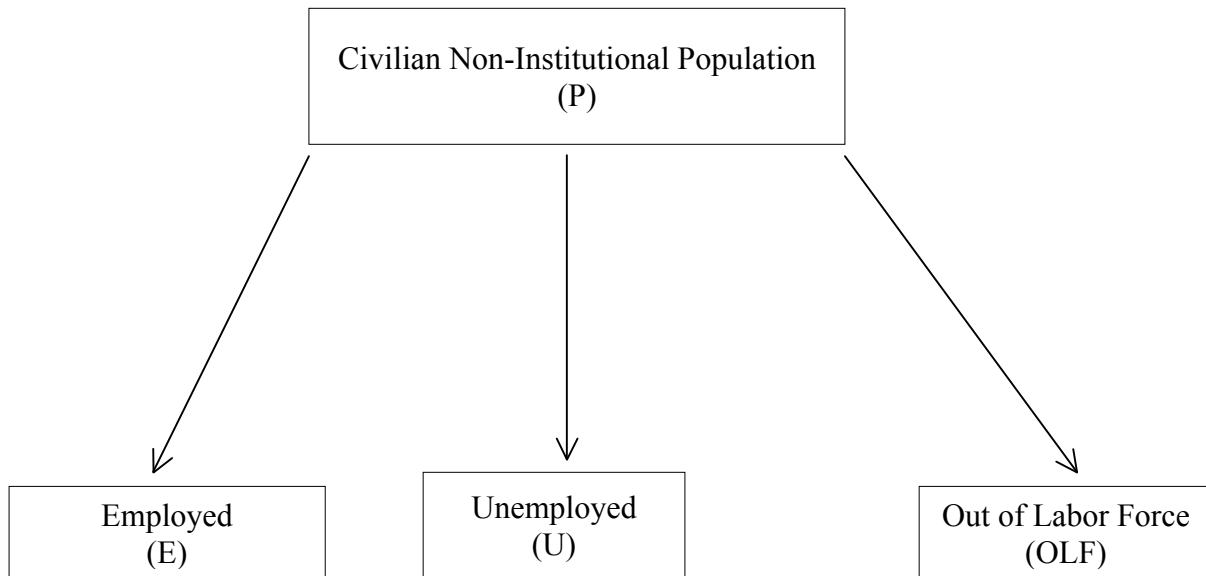 Civilian Non-Institutional Population
(P)
Employed
(E)
Unemployed
(U)
Out of Labor Force
(OLF)